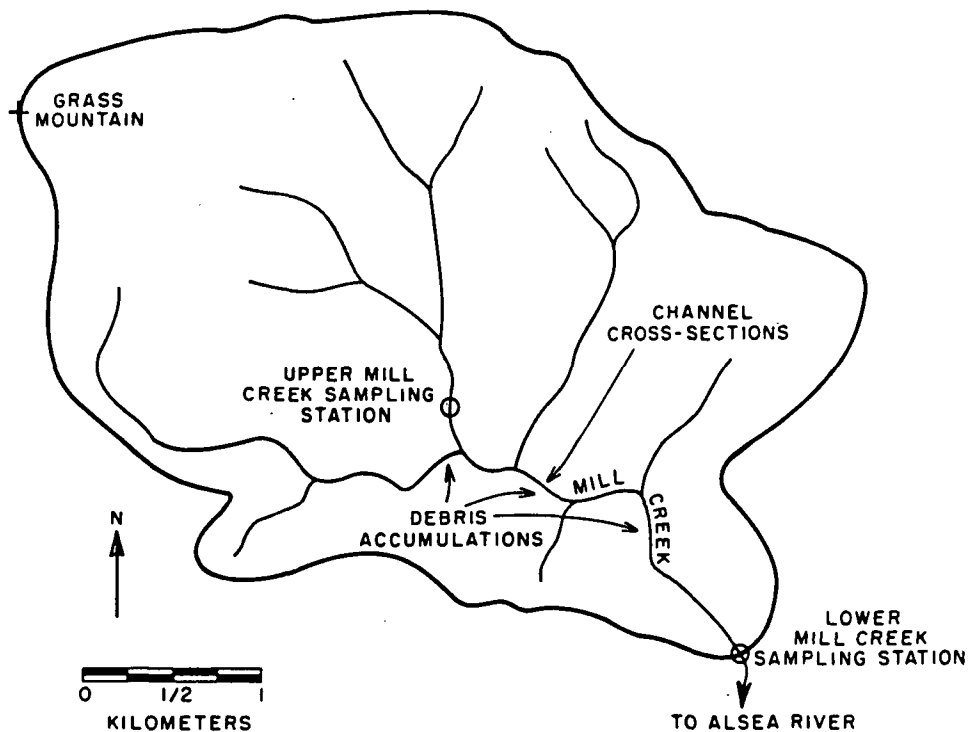 GRASS
MOUNTAIN
CHANNEL
CROSS-SECTIONS
UPPER MILL
CREEK SAMPLING
STATION
MILL
CREEK
DEBRIS
ACCUMULATIONS
N
LOWER
MILL CREEK
SAMPLING STATION
0 1/2 1
KILOMETERS
TO ALSEA RIVER